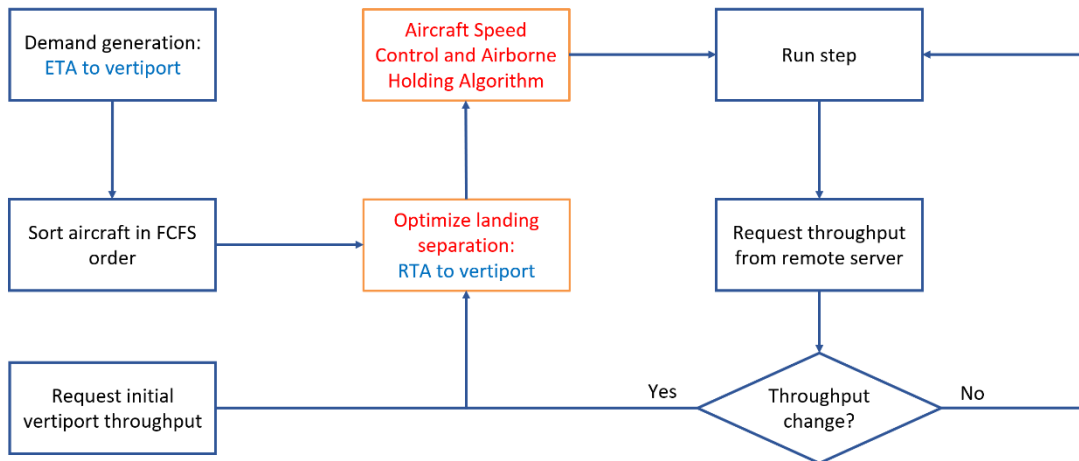 Demand generation:
ETA to vertiport
Aircraft Speed
Control and Airborne
Holding Algorithm
Run step
Sort aircraft in FCFS
order
Optimize landing
separation:
RTA to vertiport
Request throughput
from remote server
Request initial
vertiport throughput
Yes
Throughput
change?
No